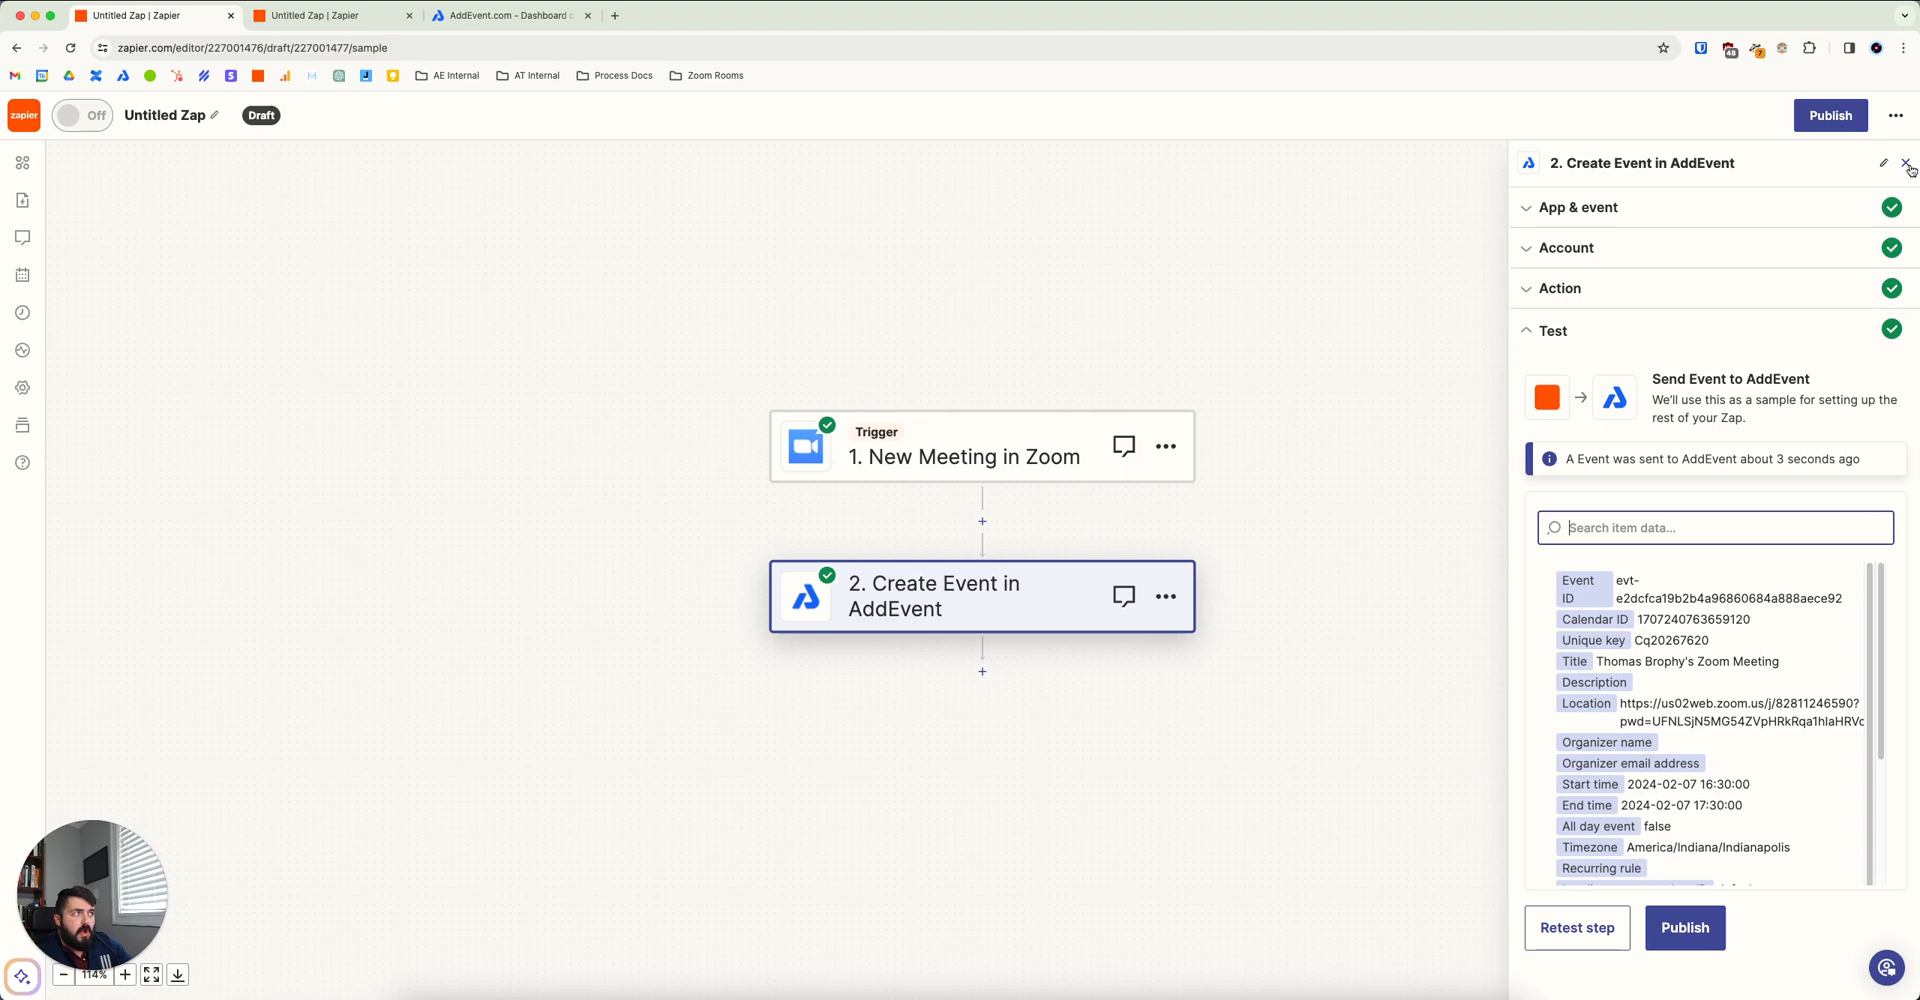 Untitled Zap | Zapier
Untitled Zap | Zapier
AddEvent.com - Dashboard
zapier.com/editor/227001476/draft/227001477/sample
48
7
AE Internal
AT Internal
Process Docs
Zoom Rooms
zapier
Off
Untitled Zap
Draft
Publish
2. Create Event in AddEvent
App & event
Account
Action
Test
Send Event to AddEvent
We'll use this as a sample for setting up the
rest of your Zap.
A Event was sent to AddEvent about 3 seconds ago
Search item data...
Event evt-
ID e2dcfca19b2b4a96860684a888aece92
Calendar ID 1707240763659120
Unique key Cq20267620
Title Thomas Brophy's Zoom Meeting
Description
Location https://us02web.zoom.us/j/82811246590?
Organizer name
Organizer email address
Start time 2024-02-07 16:30:00
End time 2024-02-07 17:30:00
All day event false
Timezone America/Indiana/Indianapolis
Recurring rule
Retest step
Publish
Trigger
1. New Meeting in Zoom
2. Create Event in
AddEvent
114%